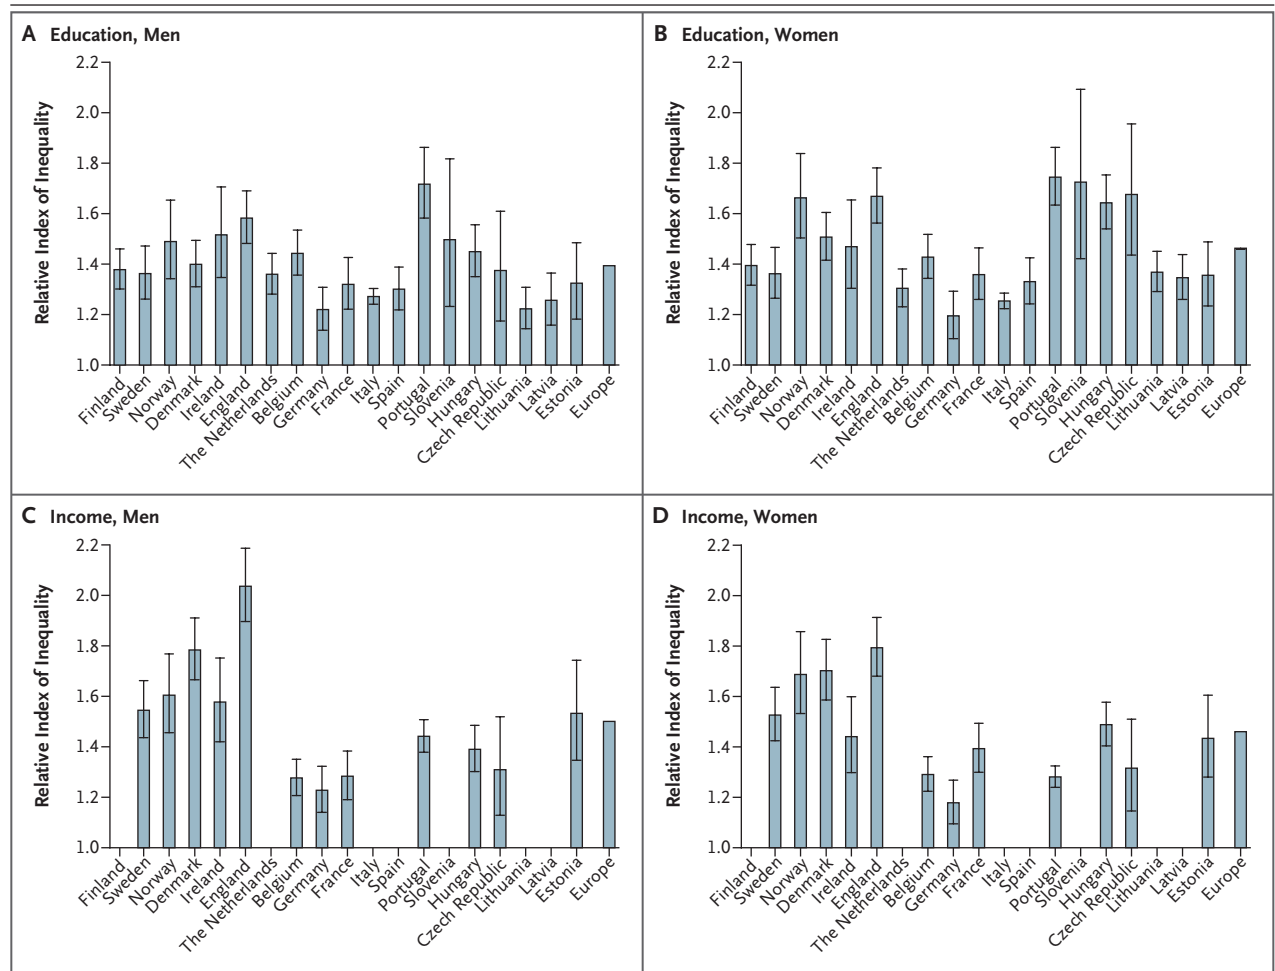 A Education, Men
2.2
2.0
1.8
1.6
1.4
1.2
1.0
Relative Index of Inequality
Finland
Sweden
Norway
Denmark
Ireland
England
The Netherlands
Belgium
Germany
France
Italy
Spain
Portugal
Slovenia
Hungary
Czech Republic
Lithuania
Latvia
Estonia
Europe
B Education, Women
2.2
2.0
1.8
1.6
1.4
1.2
1.0
Relative Index of Inequality
Finland
Sweden
Norway
Denmark
Ireland
England
The Netherlands
Belgium
Germany
France
Italy
Spain
Portugal
Slovenia
Hungary
Czech Republic
Lithuania
Latvia
Estonia
Europe
C Income, Men
2.2
2.0
1.8
1.6
1.4
1.2
1.0
Relative Index of Inequality
Finland
Sweden
Norway
Denmark
Ireland
England
The Netherlands
Belgium
Germany
France
Italy
Spain
Portugal
Slovenia
Hungary
Czech Republic
Lithuania
Latvia
Estonia
Europe
D Income, Women
2.2
2.0
1.8
1.6
1.4
1.2
1.0
Relative Index of Inequality
Finland
Sweden
Norway
Denmark
Ireland
England
The Netherlands
Belgium
Germany
France
Italy
Spain
Portugal
Slovenia
Hungary
Czech Republic
Lithuania
Latvia
Estonia
Europe